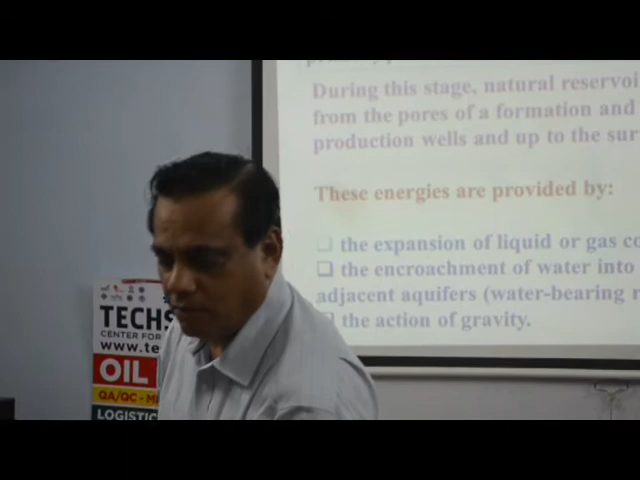 During this stage, natural reservoi
from the pores of a formation and
production wells and up to the sur
These energies are provided by:
the expansion of liquid or gas co
the encroachment of water into
adjacent aquifers (water-bearing r
the action of gravity.
TECHS
CENTER FOR
www.te
OIL
QA/QC - M
LOGISTIC